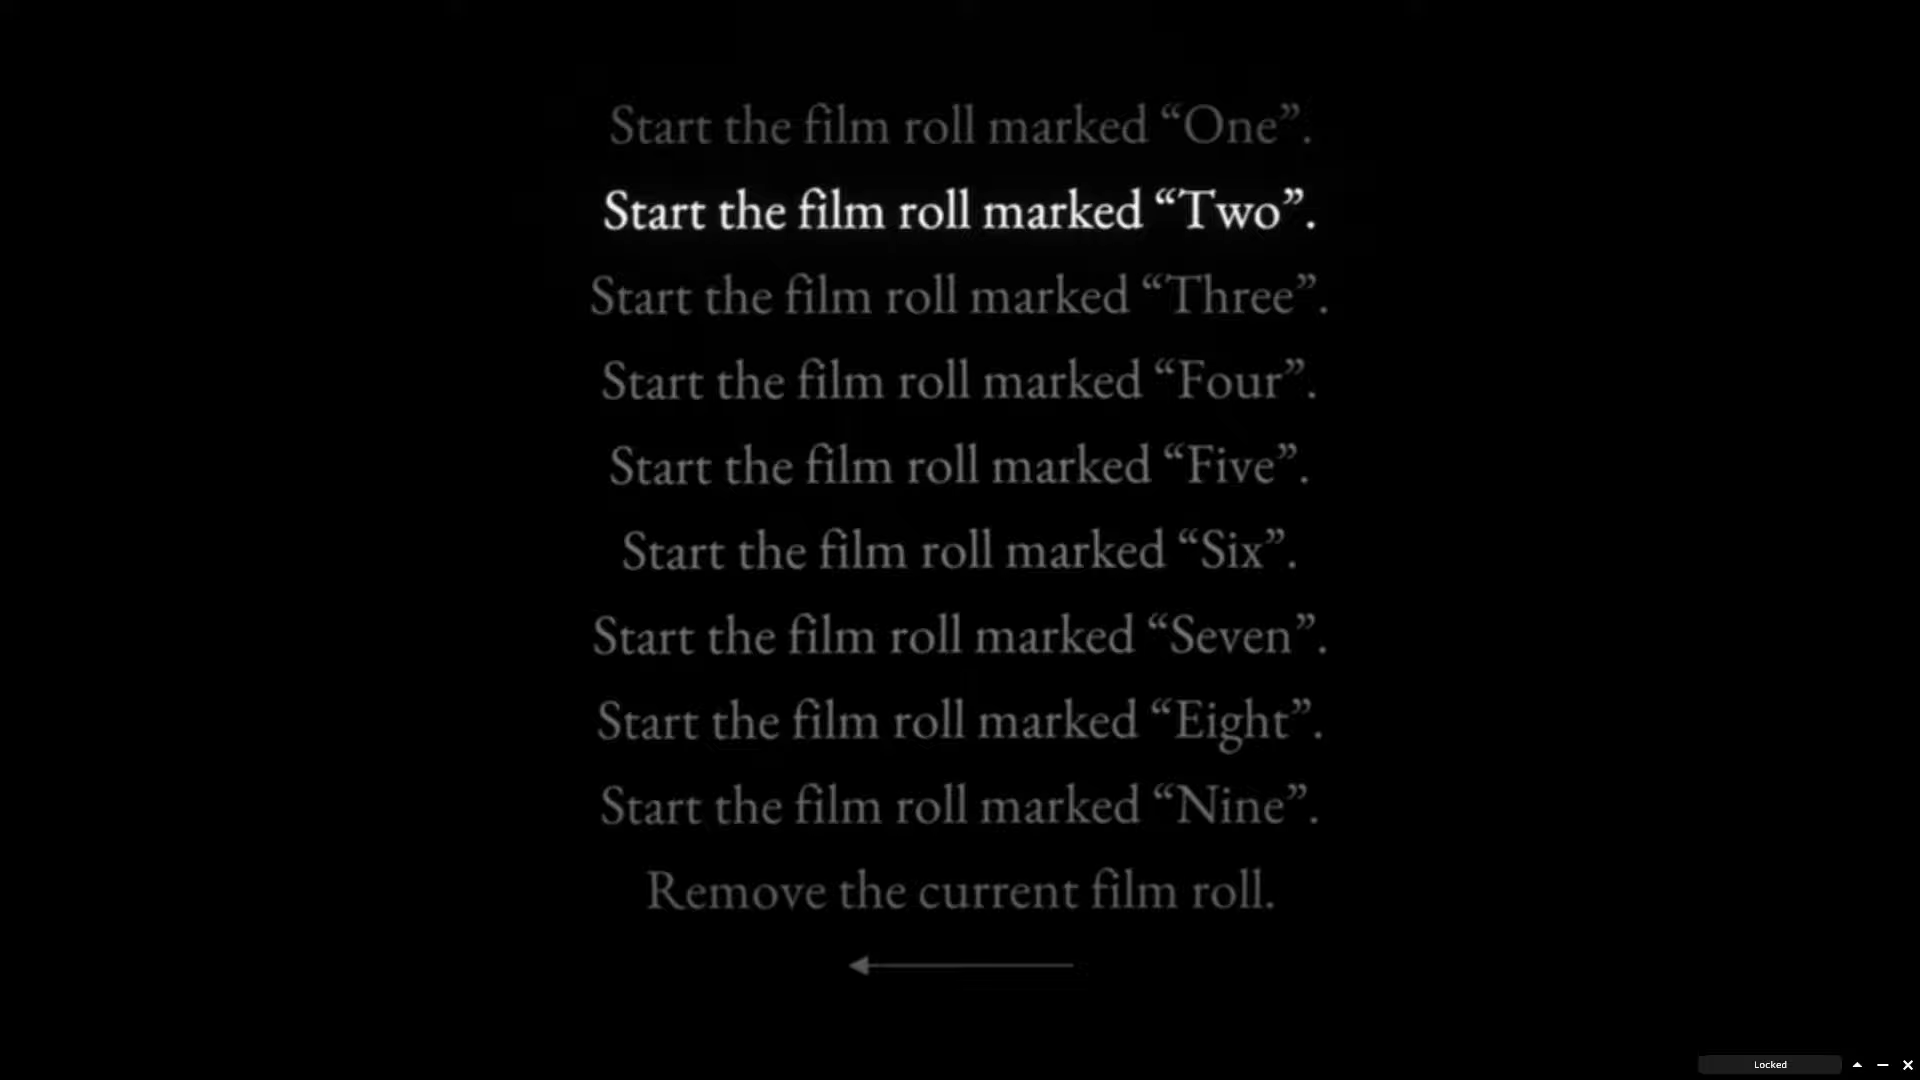 Start the film roll marked “One”.
Start the film roll marked “Two”.
Start the film roll marked “Three”.
Start the film roll marked “Four”.
Start the film roll marked “Five”.
Start the film roll marked “Six”.
Start the film roll marked “Seven”.
Start the film roll marked “Eight”.
Start the film roll marked “Nine”.
Remove the current film roll.
Locked